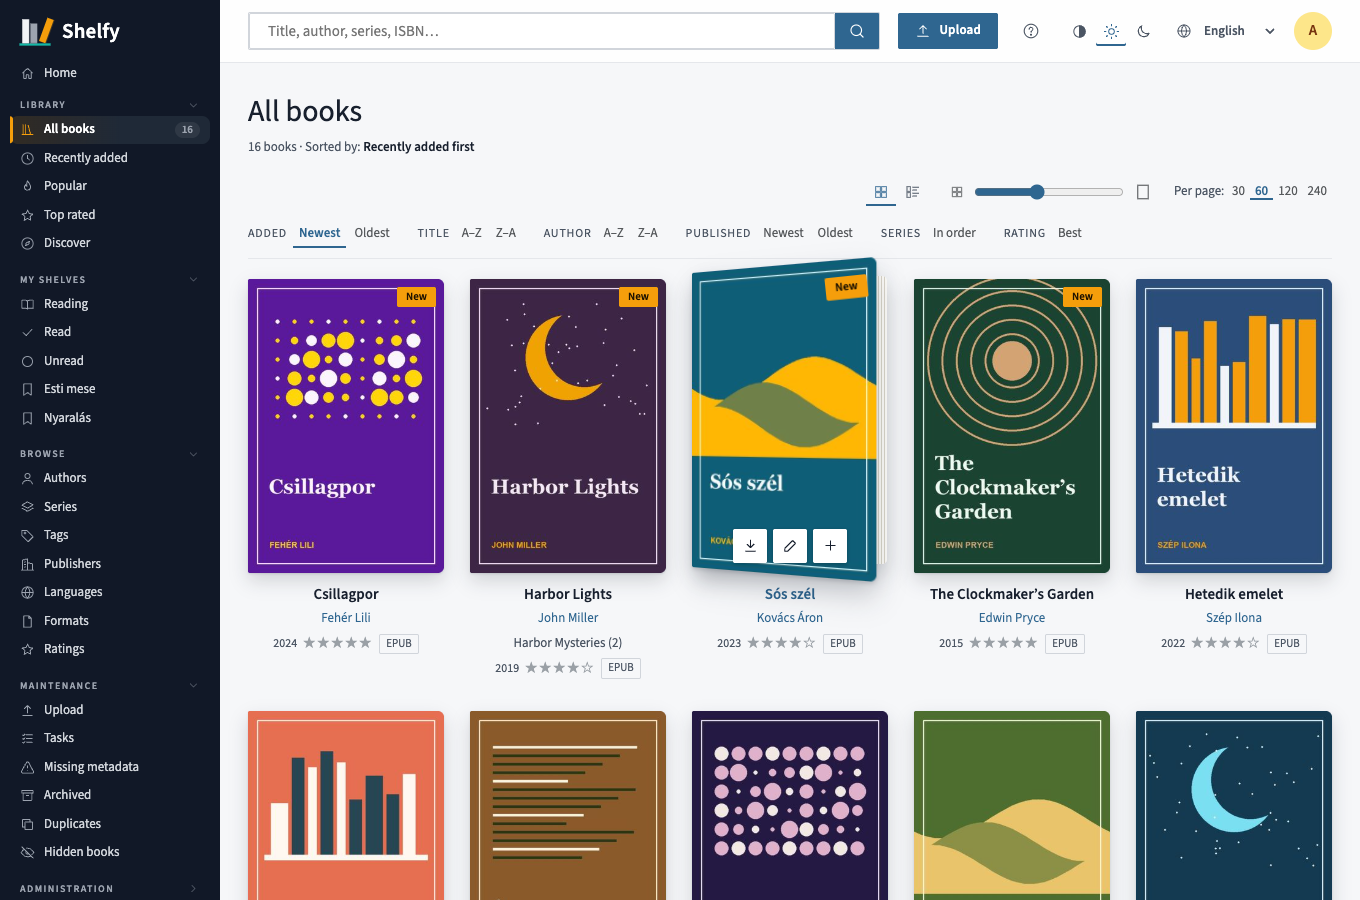 Shelfy
Title, author, series, ISBN…
Upload
English
A
Home
LIBRARY
All books 16
Recently added
Popular
Top rated
Discover
MY SHELVES
Reading
Read
Unread
Esti mese
Nyaralás
BROWSE
Authors
Series
Tags
Publishers
Languages
Formats
Ratings
MAINTENANCE
Upload
Tasks
Missing metadata
Archived
Duplicates
Hidden books
ADMINISTRATION
All books
16 books · Sorted by: Recently added first
Per page: 30 60 120 240
ADDED Newest Oldest TITLE A–Z Z–A AUTHOR A–Z Z–A PUBLISHED Newest Oldest SERIES In order RATING Best
New
Csillagpor
FEHÉR LILI
Csillagpor
Fehér Lili
2024 ★★★★★ EPUB
New
Harbor Lights
JOHN MILLER
Harbor Lights
John Miller
Harbor Mysteries (2)
2019 ★★★★☆ EPUB
New
Sós szél
Sós szél
Kovács Áron
2023 ★★★★☆ EPUB
New
The
Clockmaker’s
Garden
EDWIN PRYCE
The Clockmaker’s Garden
Edwin Pryce
2015 ★★★★★ EPUB
Hetedik
emelet
SZÉP ILONA
Hetedik emelet
Szép Ilona
2022 ★★★★☆ EPUB